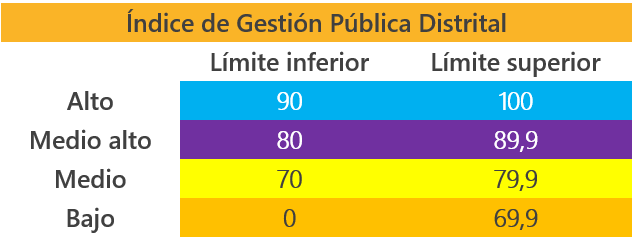 Índice de Gestión Pública Distrital
Límite inferior Límite superior
Alto 90 100
Medio alto 80 89,9
Medio 70 79,9
Bajo 0 69,9